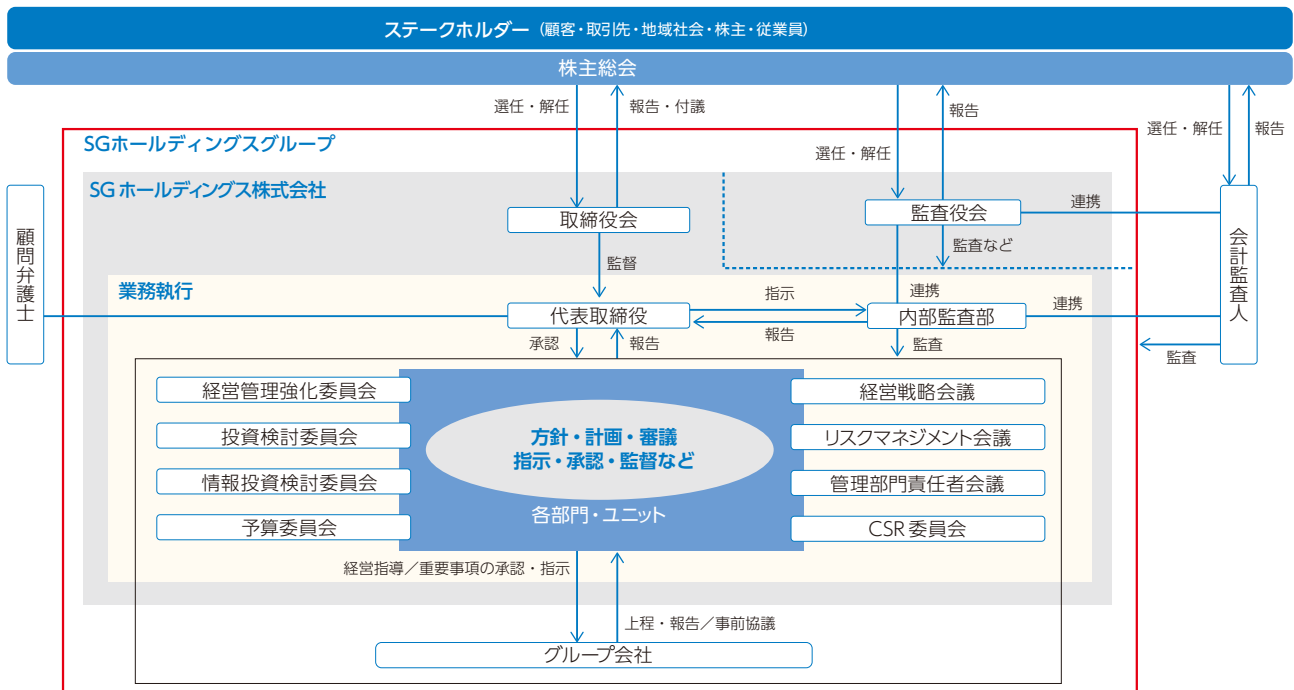 ステークホルダー（顧客・取引先・地域社会・株主・従業員）
株主総会
選任・解任
報告・付議
報告
選任・解任
報告
選任・解任
SGホールディングスグループ
SGホールディングス株式会社
顧問弁護士
取締役会
監査役会
連携
会計監査人
監督
監査など
業務執行
代表取締役
指示
報告
連携
内部監査部
連携
承認
報告
監査
監査
経営管理強化委員会
投資検討委員会
情報投資検討委員会
予算委員会
方針・計画・審議
指示・承認・監督など
各部門・ユニット
経営戦略会議
リスクマネジメント会議
管理部門責任者会議
CSR委員会
経営指導／重要事項の承認・指示
上程・報告／事前協議
グループ会社